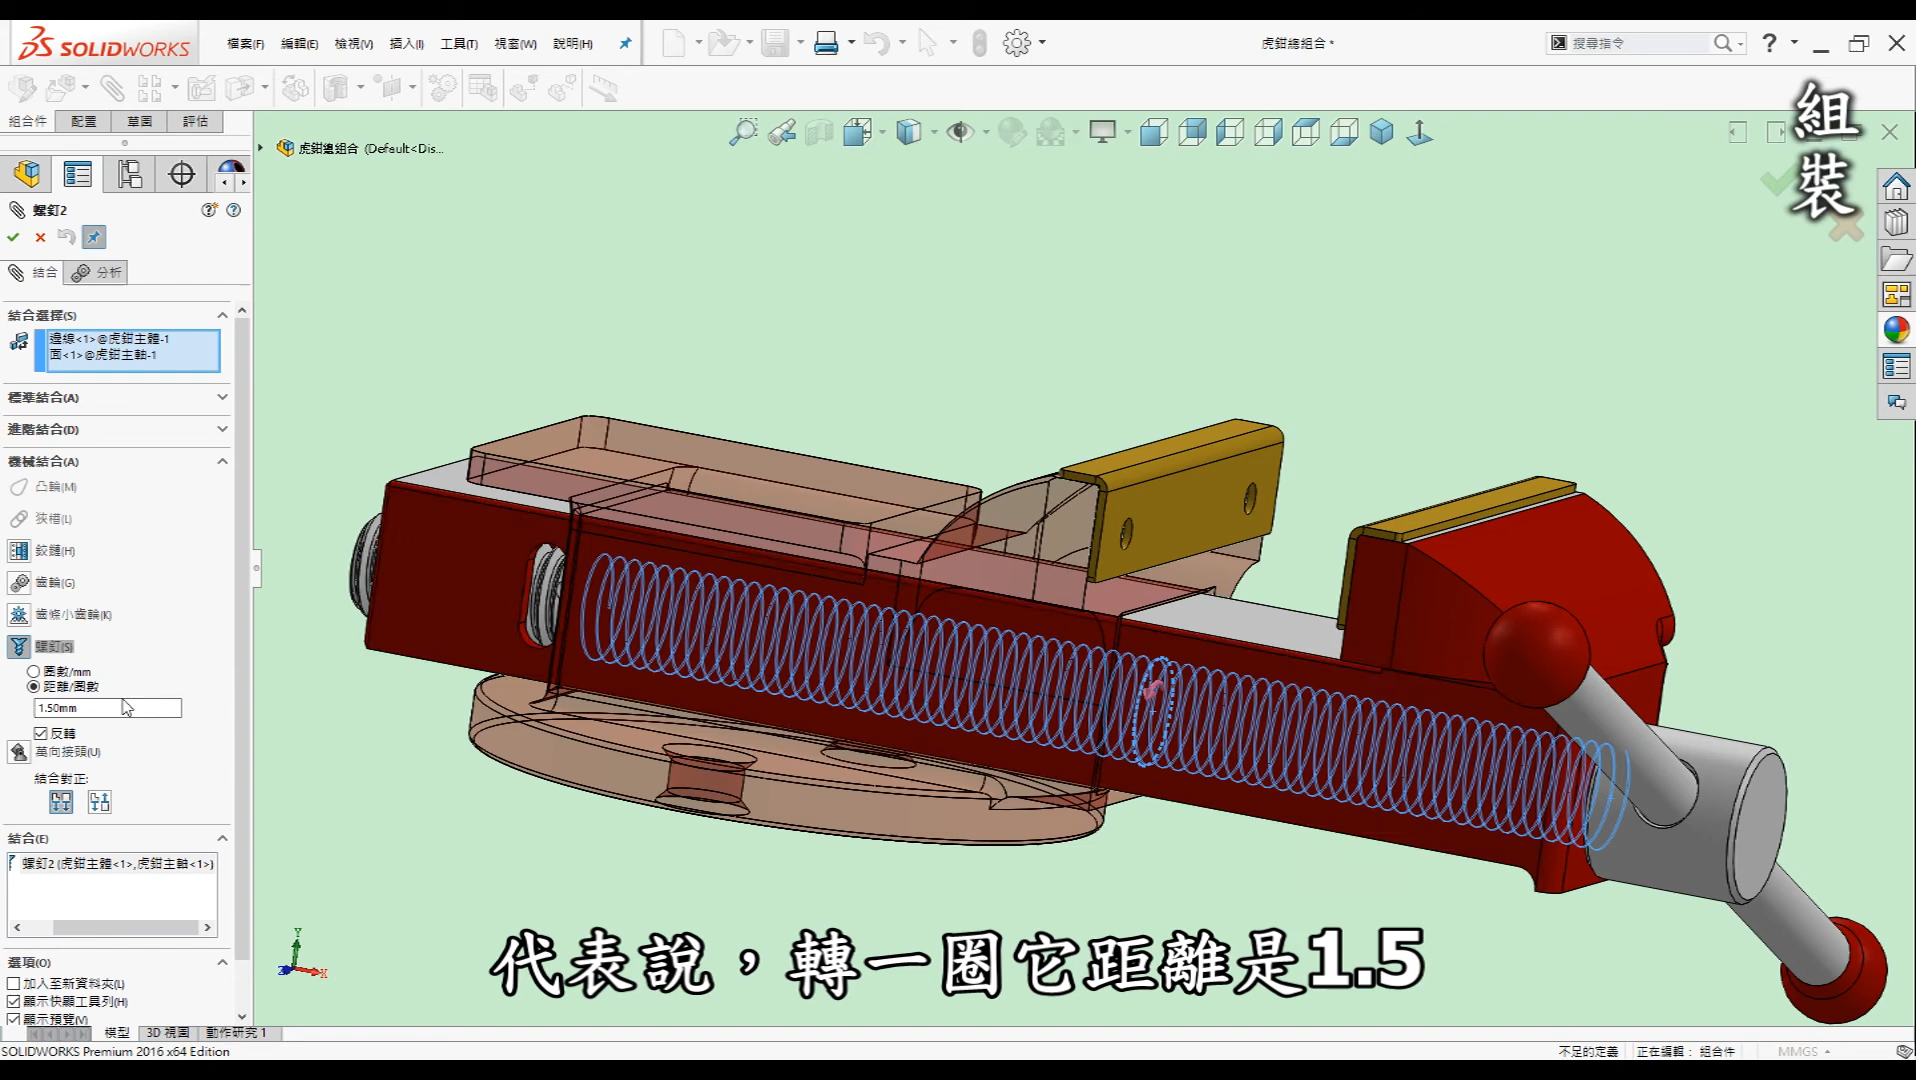 SOLIDWORKS
檔案(F) 編輯(E) 檢視(V) 插入(I) 工具(T) 視窗(W) 說明(H)
虎鉗總組合 *
搜尋指令
組合件 配置 草圖 評估
組裝
虎鉗總組合 (Default<Dis...
螺釘2
結合 分析
結合選擇(S)
邊線<1>@虎鉗主體-1
面<1>@虎鉗主軸-1
標準結合(A)
進階結合(D)
機械結合(A)
凸輪(M)
狹槽(L)
鉸鏈(H)
齒輪(G)
齒條小齒輪(K)
螺釘(S)
圈數/mm
距離/圈數
1.50mm
反轉
萬向接頭(U)
結合對正:
結合(E)
螺釘2 (虎鉗主體<1>,虎鉗主軸<1>)
選項(O)
加入至新資料夾(L)
顯示快顯工具列(H)
顯示預覽(V)
Y
X
Z
代表說，轉一圈它距離是1.5
模型 3D 視圖 動作研究 1
SOLIDWORKS Premium 2016 x64 Edition
不足的定義 正在編輯： 組合件 MMGS